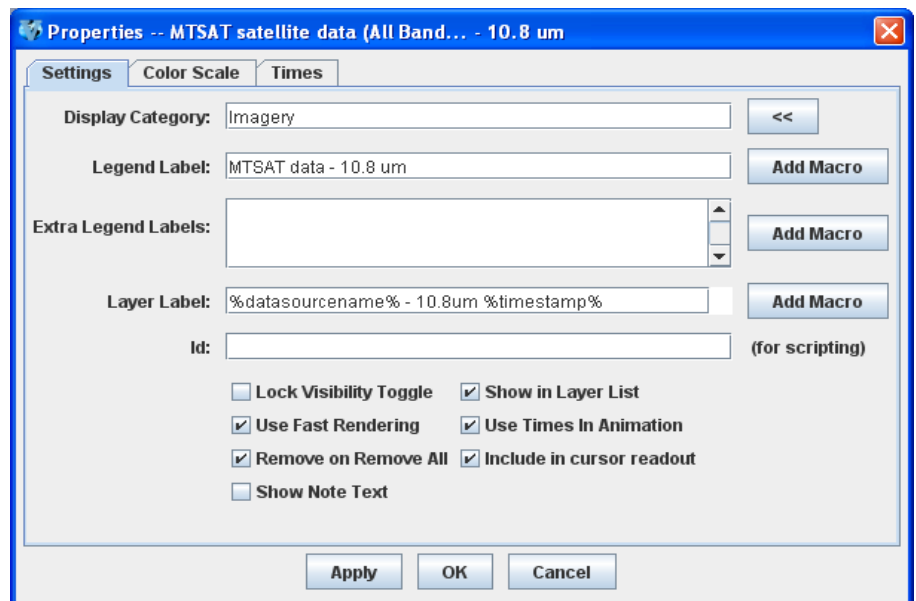 Properties -- MTSAT satellite data (All Band... - 10.8 um
Settings Color Scale Times
Display Category: Imagery <<
Legend Label: MTSAT data - 10.8 um Add Macro
Extra Legend Labels: Add Macro
Layer Label: %datasourcename% - 10.8um %timestamp% Add Macro
Id: (for scripting)
Lock Visibility Toggle Show in Layer List
Use Fast Rendering Use Times In Animation
Remove on Remove All Include in cursor readout
Show Note Text
Apply OK Cancel